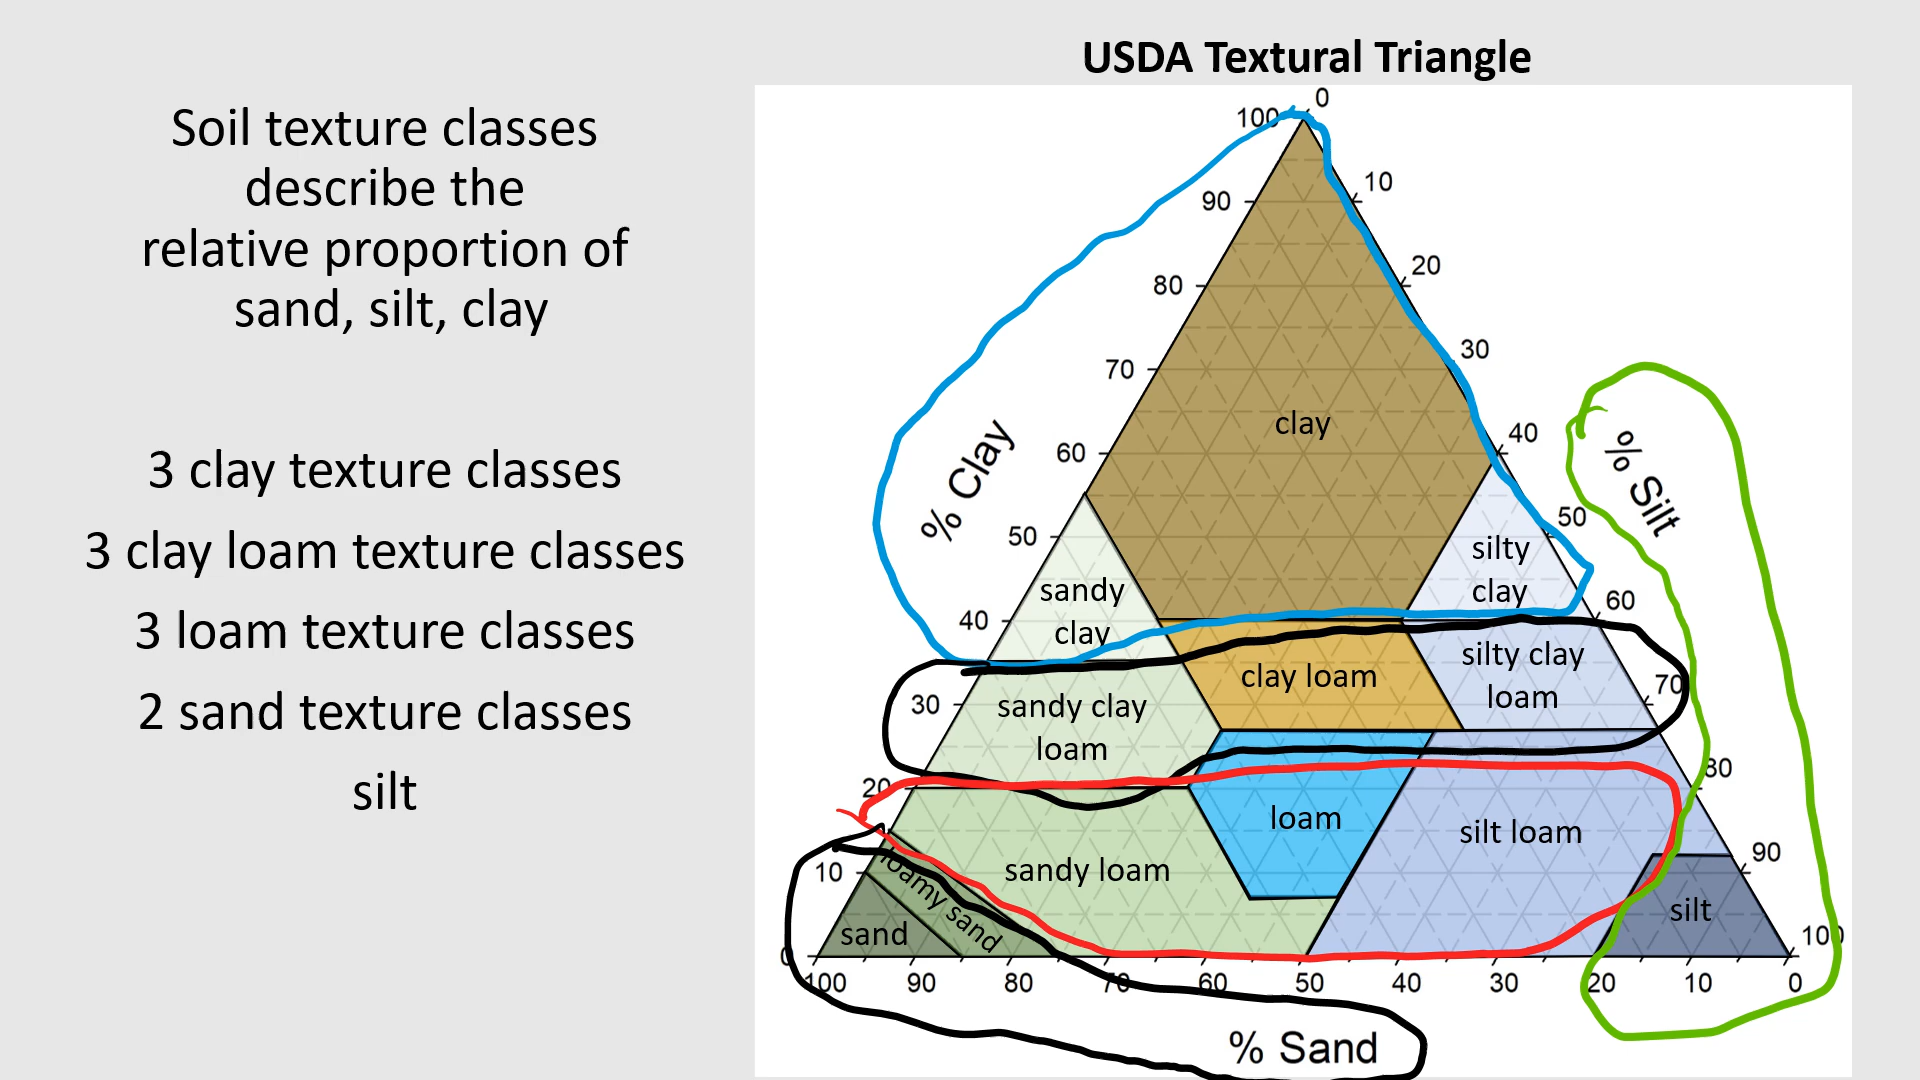 USDA Textural Triangle
Soil texture classes
describe the
relative proportion of
sand, silt, clay
3 clay texture classes
3 clay loam texture classes
3 loam texture classes
2 sand texture classes
silt
100
0
90
10
80
20
70
30
60
40
50
50
40
60
30
70
20
80
10
90
0
100
% Clay
% Silt
clay
silty
clay
sandy
clay
clay loam
silty clay
loam
sandy clay
loam
loam
silt loam
sandy loam
loamy sand
sand
silt
100
90
80
70
60
50
40
30
20
10
0
% Sand